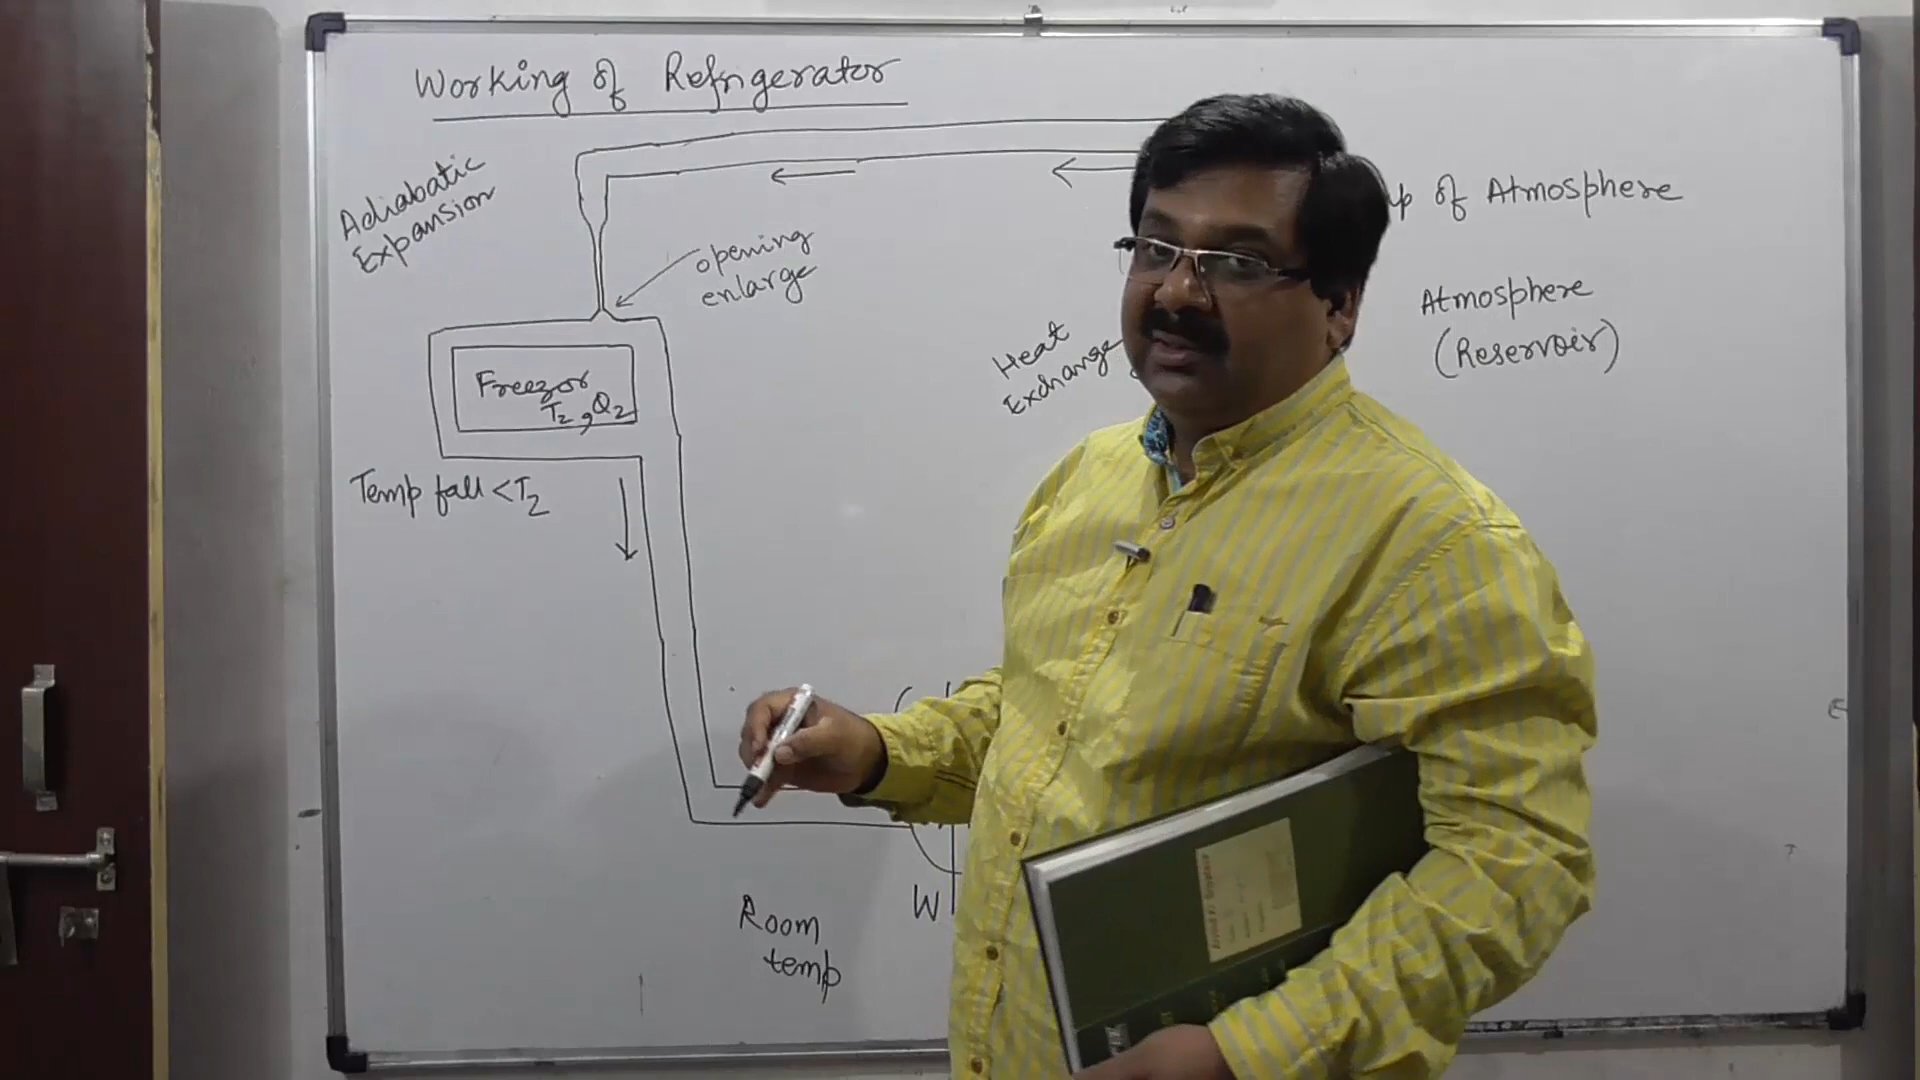 Working of Refrigerator
Adiabatic
Expansion
opening
enlarge
of Atmosphere
Atmosphere
(Reservoir)
Heat
Exchange
Freezor
T2, Q2
Temp fall < T2
W
Room
temp